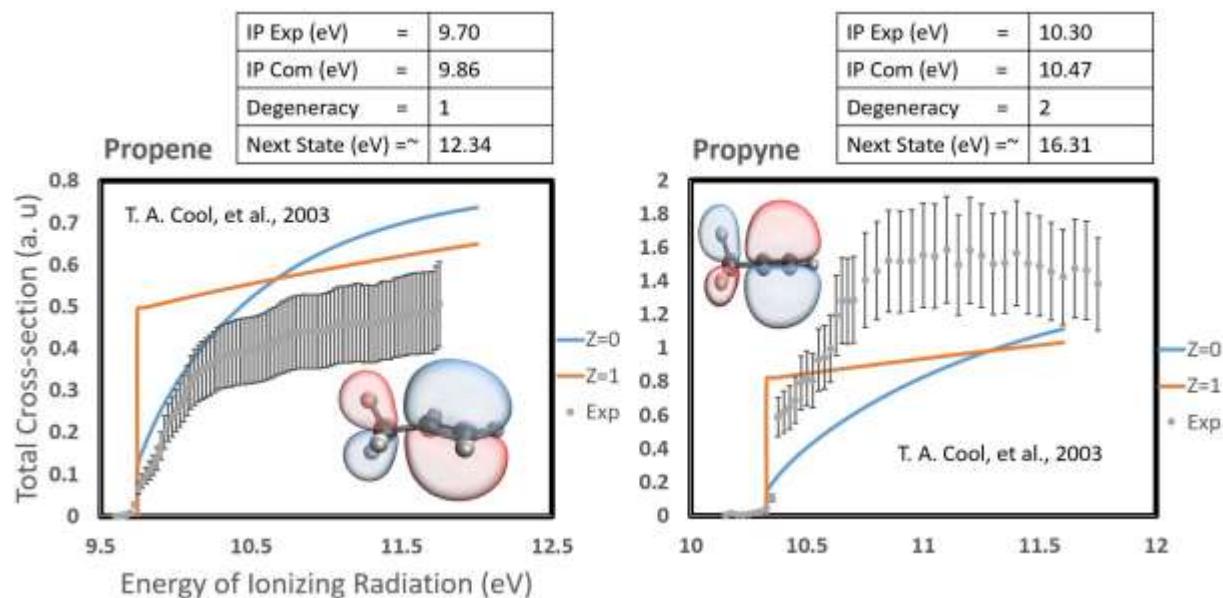 IP Exp (eV) = 9.70
IP Com (eV) = 9.86
Degeneracy = 1
Next State (eV) =~ 12.34
Propene
T. A. Cool, et al., 2003
0.8
0.7
0.6
0.5
0.4
0.3
0.2
0.1
0
9.5 10.5 11.5 12.5
Total Cross-section (a. u)
Energy of Ionizing Radiation (eV)
Z=0
Z=1
Exp
IP Exp (eV) = 10.30
IP Com (eV) = 10.47
Degeneracy = 2
Next State (eV) =~ 16.31
Propyne
2
1.8
1.6
1.4
1.2
1
0.8
0.6
0.4
0.2
0
10 10.5 11 11.5 12
T. A. Cool, et al., 2003
Z=0
Z=1
Exp